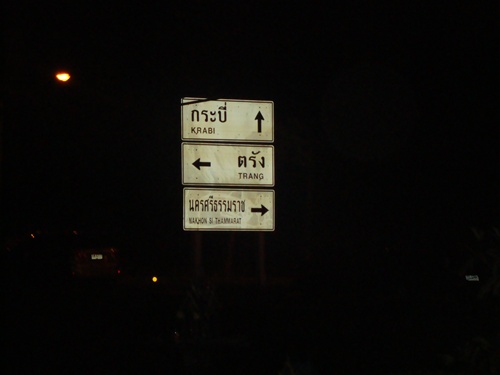 กระบี่
KRABI
ตรัง
TRANG
นครศรีธรรมราช
NAKHON SI THAMMARAT